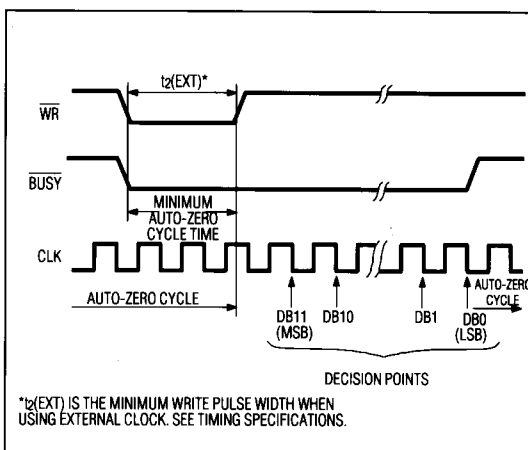 t2(EXT)*
WR
BUSY
MINIMUM
AUTO-ZERO
CYCLE TIME
CLK
AUTO-ZERO CYCLE
AUTO-ZERO
CYCLE
DB11
(MSB)
DB10
DB1
DB0
(LSB)
DECISION POINTS
*t2(EXT) IS THE MINIMUM WRITE PULSE WIDTH WHEN
USING EXTERNAL CLOCK. SEE TIMING SPECIFICATIONS.